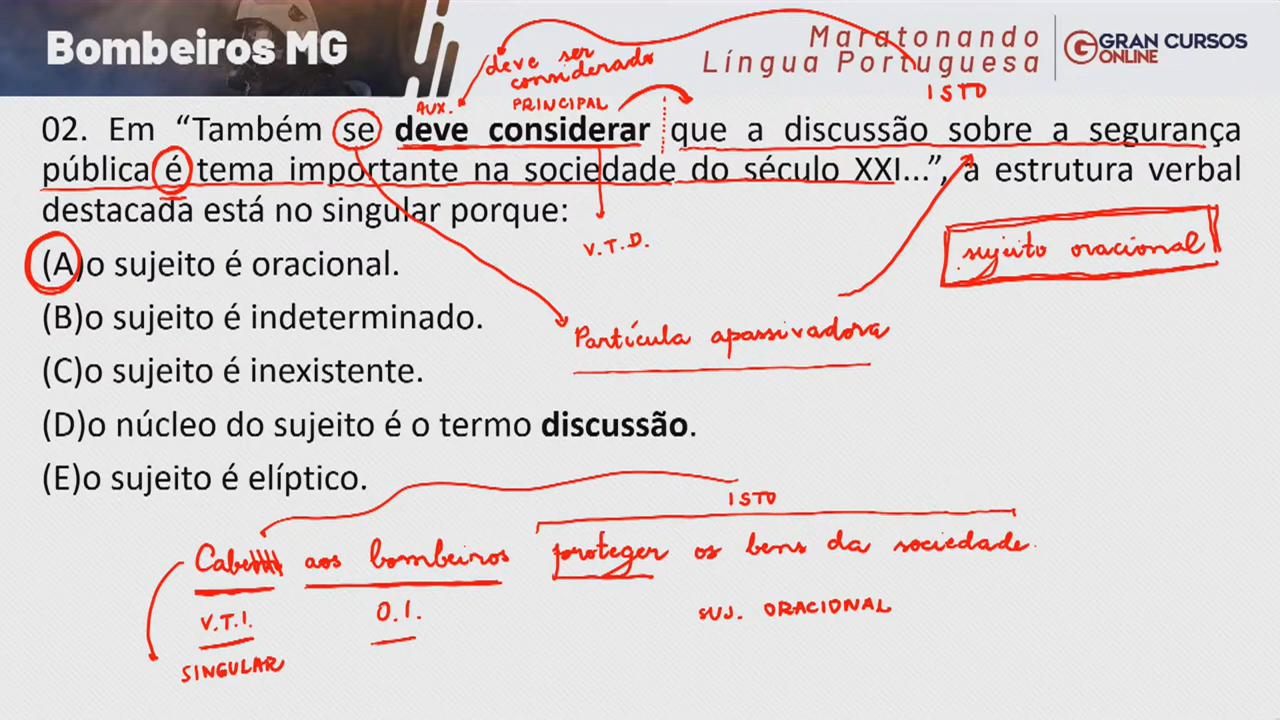 Bombeiros MG
Maratonando
Língua Portuguesa
GRAN CURSOS
ONLINE
deve ser
considerado
ISTO
AUX.
PRINCIPAL
02. Em “Também se deve considerar que a discussão sobre a segurança
pública é tema importante na sociedade do século XXI...”, a estrutura verbal
destacada está no singular porque:
V.T.D.
sujeito oracional
(A)o sujeito é oracional.
(B)o sujeito é indeterminado.
Partícula apassivadora
(C)o sujeito é inexistente.
(D)o núcleo do sujeito é o termo discussão.
(E)o sujeito é elíptico.
ISTO
Cabe aos bombeiros proteger os bens da sociedade.
V.T.I. O.I. SUJ. ORACIONAL
SINGULAR